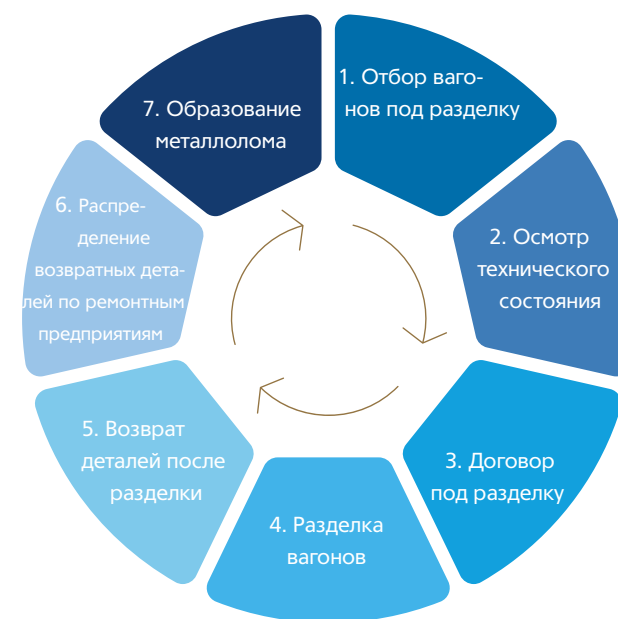 1. Отбор ваго-
нов под разделку
2. Осмотр
технического
состояния
3. Договор
под разделку
4. Разделка
вагонов
5. Возврат
деталей после
разделки
6. Распре-
деление
возвратных дета-
лей по ремонтным
предприятиям
7. Образование
металлолома